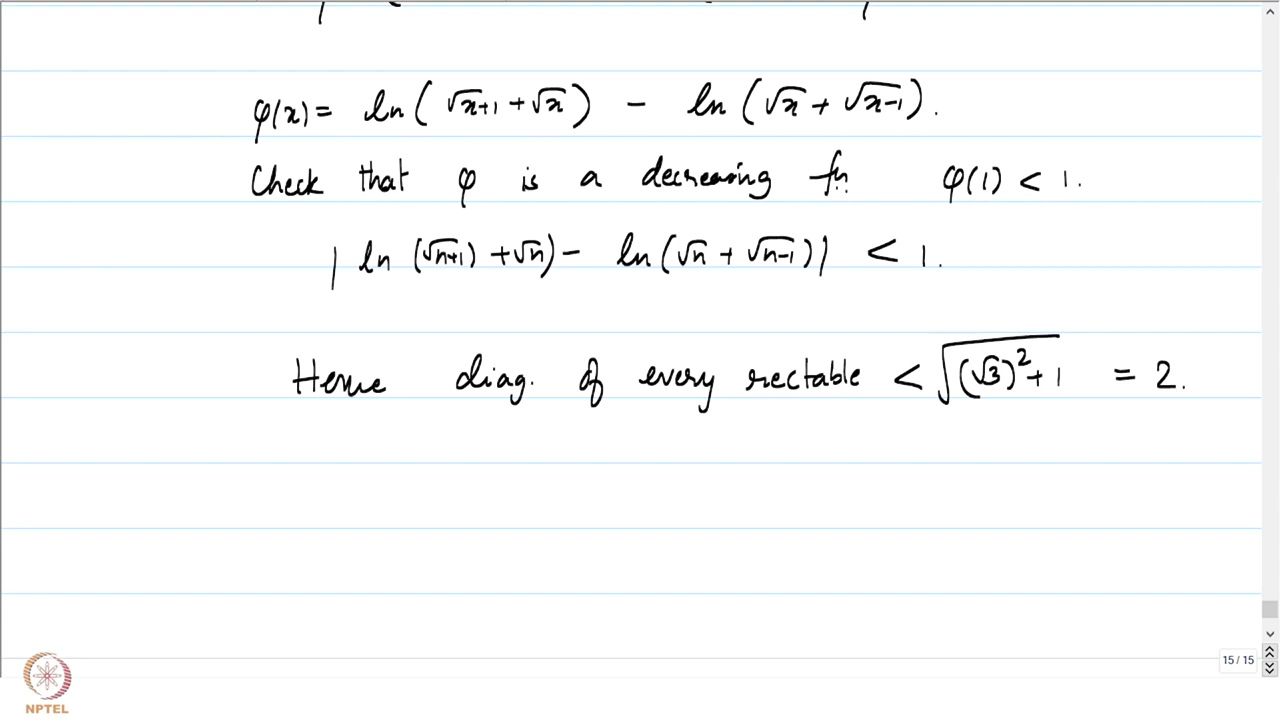 φ(x) = ln(√x+1 + √x) − ln(√x + √x−1).
Check that φ is a decreasing fn. φ(1) < 1.
| ln (√n+1) + √n) − ln(√n + √n−1)| < 1.
Hence diag. of every rectable < √(√3)²+1 = 2.
15 / 15
NPTEL